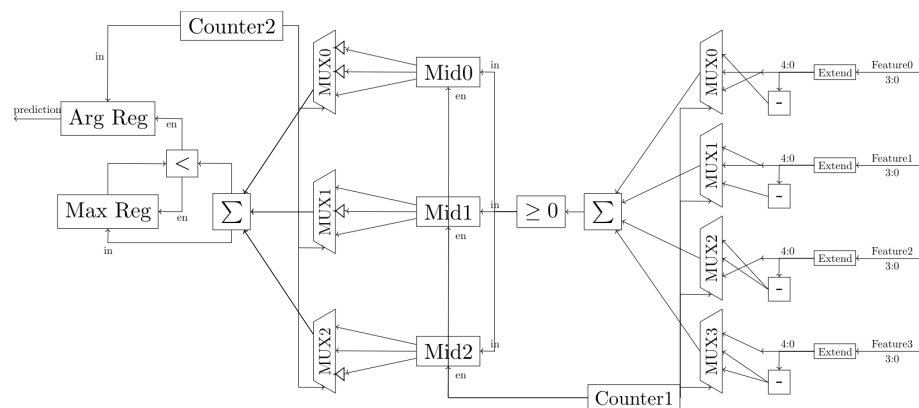 Counter2
in
prediction
Arg Reg
en
<
Max Reg
en
in
Σ
MUX0
MUX1
MUX2
Mid0
in
en
Mid1
in
en
Mid2
in
en
≥ 0
Σ
Counter1
MUX0
4:0
Extend
Feature0
3:0
-
MUX1
4:0
Extend
Feature1
3:0
-
MUX2
4:0
Extend
Feature2
3:0
-
MUX3
4:0
Extend
Feature3
3:0
-